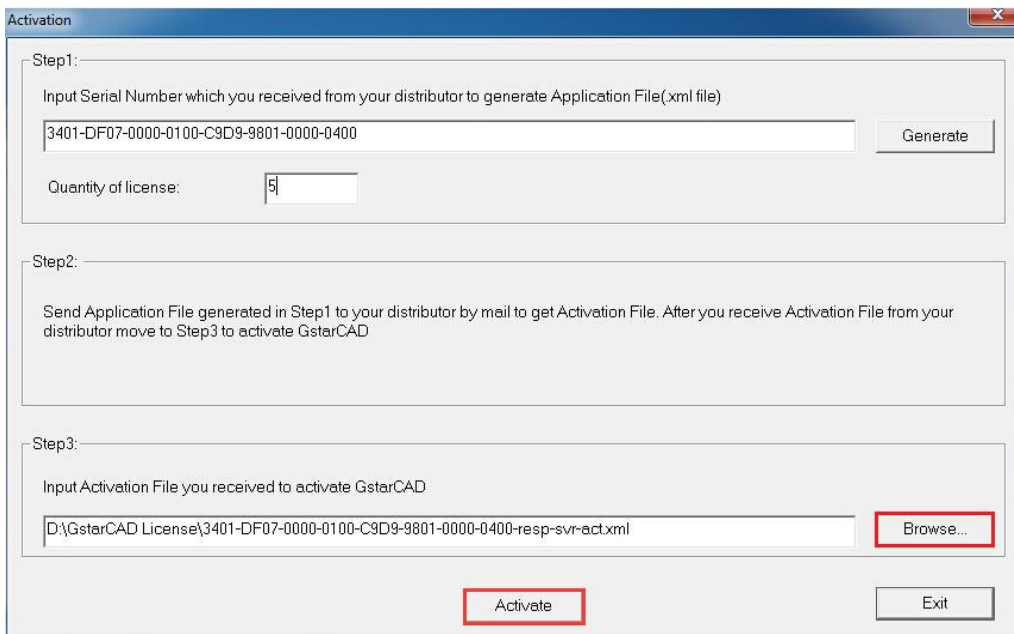 Activation
Step1:
Input Serial Number which you received from your distributor to generate Application File(.xml file)
3401-DF07-0000-0100-C9D9-9801-0000-0400
Generate
Quantity of license:
5
Step2:
Send Application File generated in Step1 to your distributor by mail to get Activation File. After you receive Activation File from your
distributor move to Step3 to activate GstarCAD
Step3:
Input Activation File you received to activate GstarCAD
D:\GstarCAD License\3401-DF07-0000-0100-C9D9-9801-0000-0400-resp-svr-act.xml
Browse...
Activate
Exit